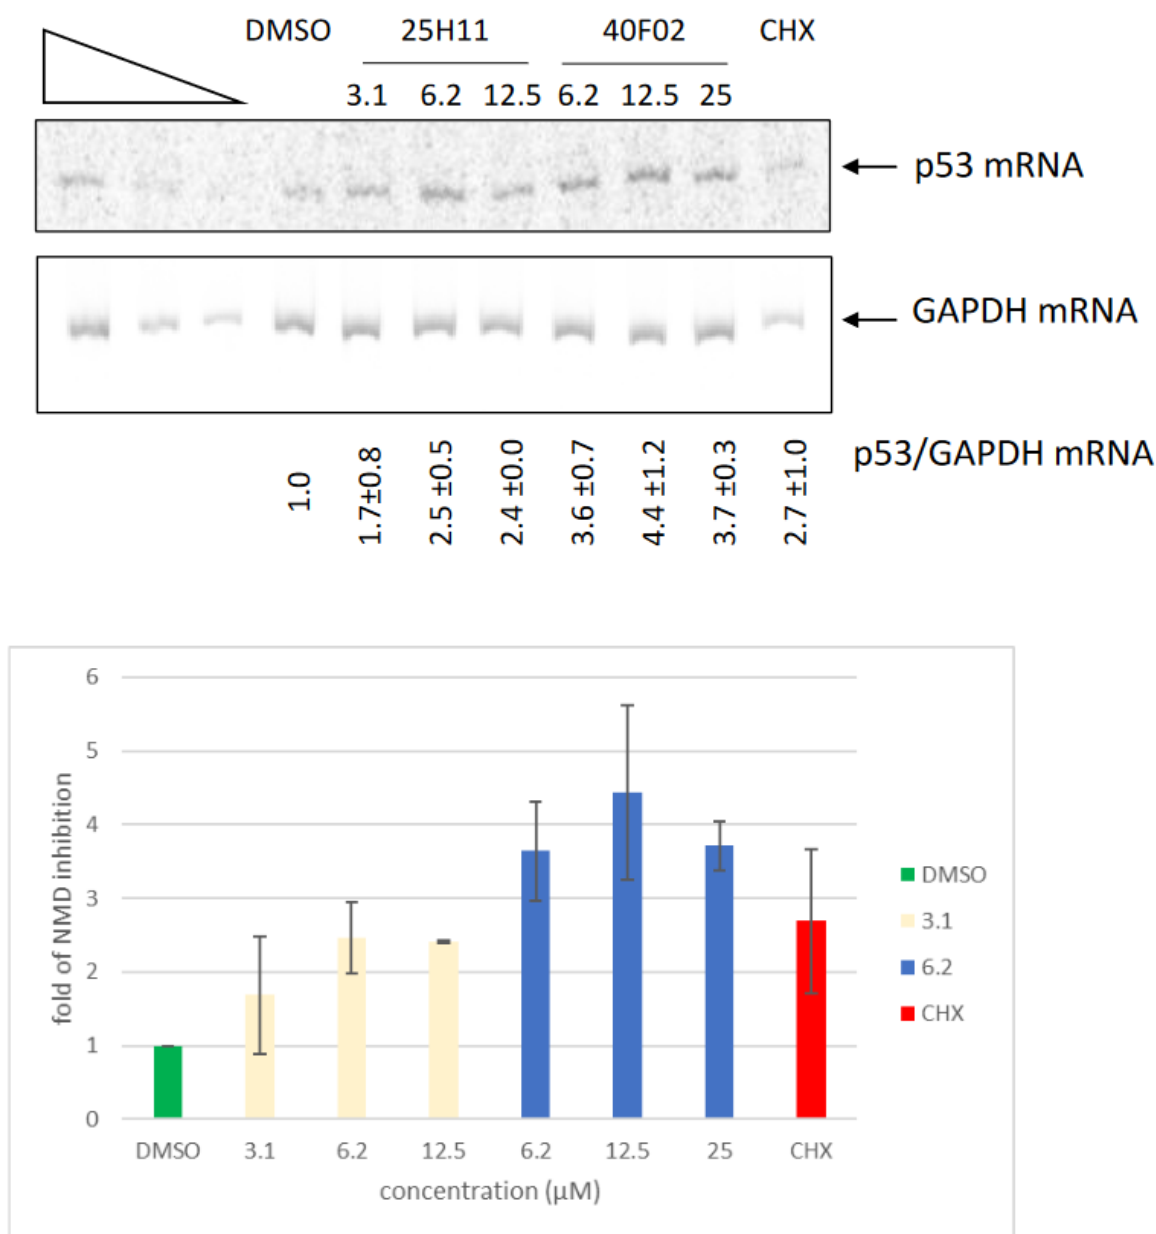 DMSO 25H11 40F02 CHX
3.1 6.2 12.5 6.2 12.5 25
p53 mRNA
GAPDH mRNA
p53/GAPDH mRNA
1.0
1.7±0.8
2.5 ±0.5
2.4 ±0.0
3.6 ±0.7
4.4 ±1.2
3.7 ±0.3
2.7 ±1.0
6
5
4
3
2
1
0
fold of NMD inhibition
DMSO 3.1 6.2 12.5 6.2 12.5 25 CHX
concentration (µM)
DMSO
3.1
6.2
CHX